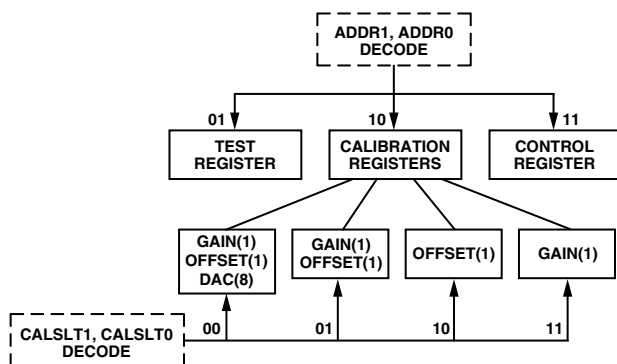 ADDR1, ADDR0
DECODE
01
10
11
TEST
REGISTER
CALIBRATION
REGISTERS
CONTROL
REGISTER
GAIN(1)
OFFSET(1)
DAC(8)
GAIN(1)
OFFSET(1)
OFFSET(1)
GAIN(1)
CALSLT1, CALSLT0
DECODE
00
01
10
11